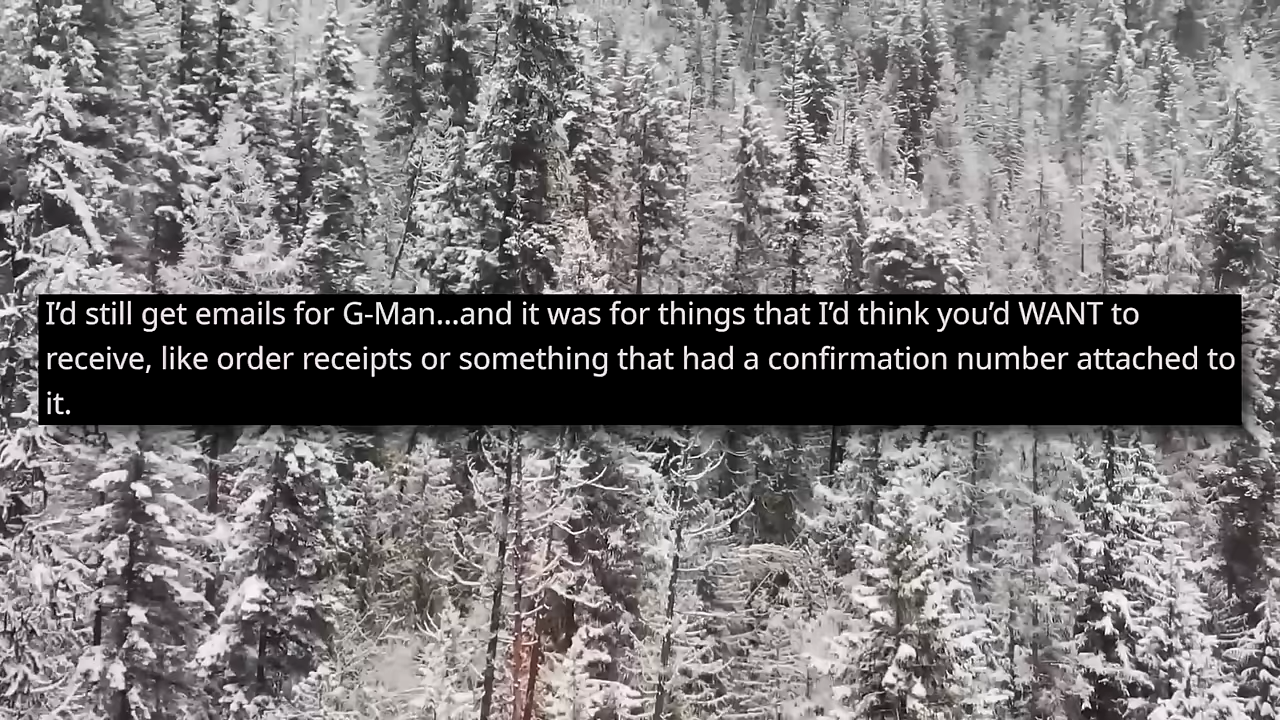 I’d still get emails for G-Man...and it was for things that I’d think you’d WANT to
receive, like order receipts or something that had a confirmation number attached to
it.